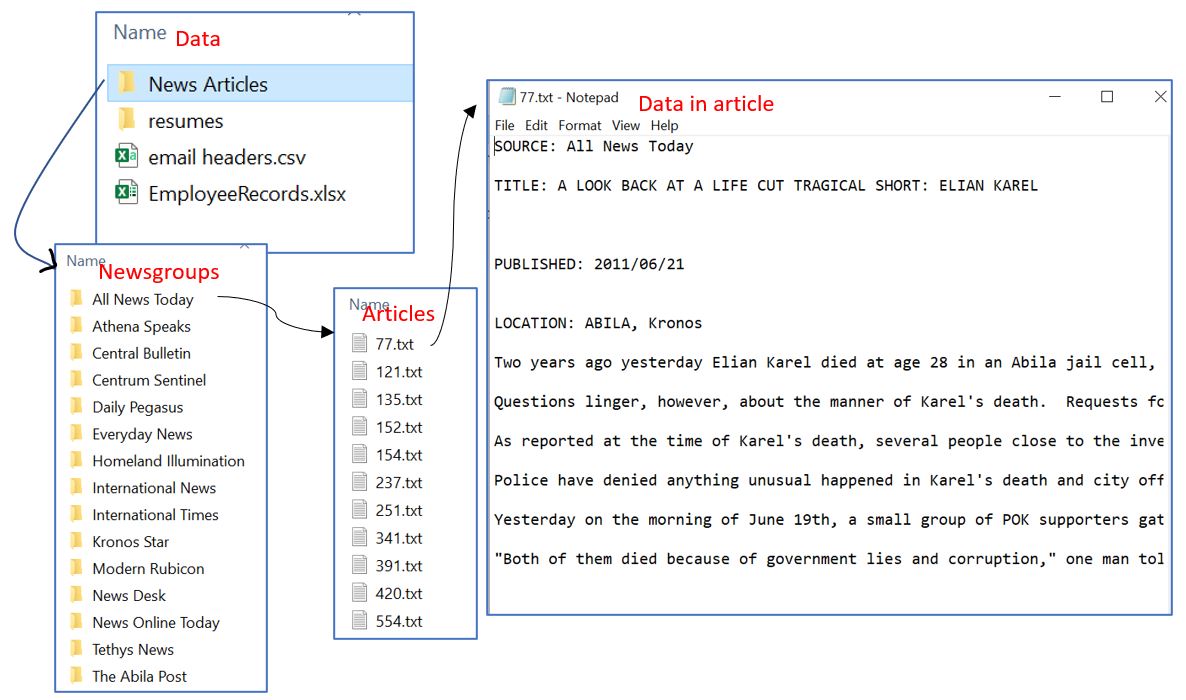 Name
Data
News Articles
resumes
email headers.csv
EmployeeRecords.xlsx
Name
Newsgroups
All News Today
Athena Speaks
Central Bulletin
Centrum Sentinel
Daily Pegasus
Everyday News
Homeland Illumination
International News
International Times
Kronos Star
Modern Rubicon
News Desk
News Online Today
Tethys News
The Abila Post
Name
Articles
77.txt
121.txt
135.txt
152.txt
154.txt
237.txt
251.txt
341.txt
391.txt
420.txt
554.txt
77.txt - Notepad
Data in article
File Edit Format View Help
SOURCE: All News Today
TITLE: A LOOK BACK AT A LIFE CUT TRAGICAL SHORT: ELIAN KAREL
PUBLISHED: 2011/06/21
LOCATION: ABILA, Kronos
Two years ago yesterday Elian Karel died at age 28 in an Abila jail cell,
Questions linger, however, about the manner of Karel's death.  Requests fo
As reported at the time of Karel's death, several people close to the inve
Police have denied anything unusual happened in Karel's death and city off
Yesterday on the morning of June 19th, a small group of POK supporters gat
"Both of them died because of government lies and corruption," one man tol